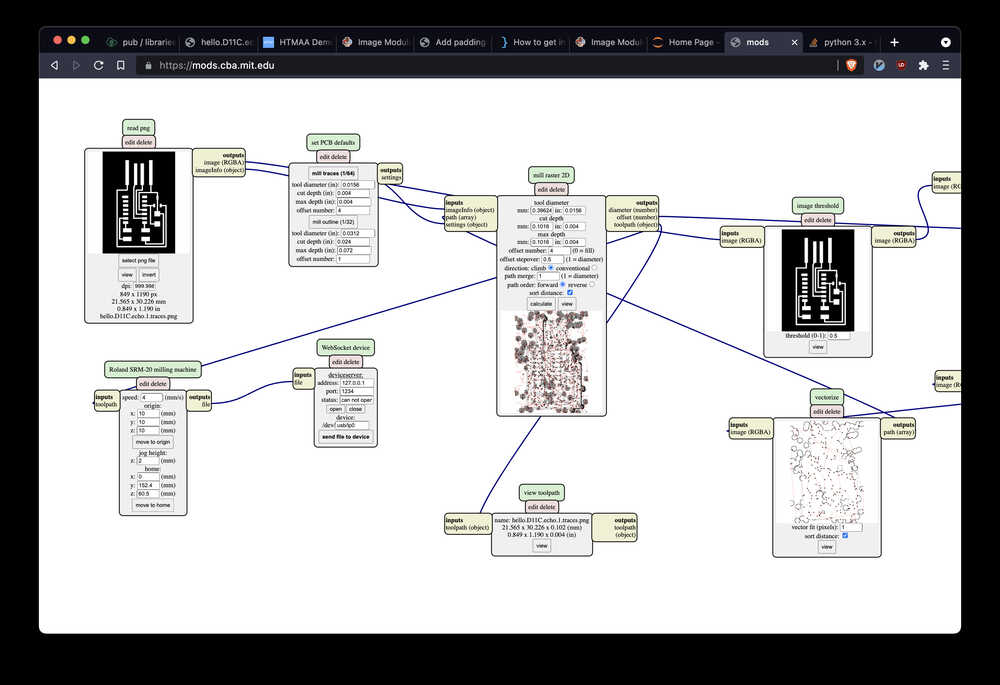 pub / librarie
hello.D11C.ec
HTMAA Dem
Image Modul
Add padding
How to get in
Image Modul
Home Page -
mods
python 3.x -
https://mods.cba.mit.edu
read png
edit delete
outputs
image (RGBA)
imageInfo (object)
select png file
view invert
dpi: 999.998
849 x 1190 px
21.565 x 30.226 mm
0.849 x 1.190 in
hello.D11C.echo.1.traces.png
set PCB defaults
edit delete
mill traces (1/64)
tool diameter (in): 0.0156
cut depth (in): 0.004
max depth (in): 0.004
offset number: 4
mill outline (1/32)
tool diameter (in): 0.0312
cut depth (in): 0.024
max depth (in): 0.072
offset number: 1
outputs
settings
mill raster 2D
edit delete
inputs
imageInfo (object)
path (array)
settings (object)
tool diameter
mm: 0.39624 in: 0.0156
cut depth
mm: 0.1016 in: 0.004
max depth
mm: 0.1016 in: 0.004
offset number: 4 (0 = fill)
offset stepover: 0.5 (1 = diameter)
direction: climb conventional
path merge: 1 (1 = diameter)
path order: forward reverse
sort distance:
calculate view
outputs
diameter (number)
offset (number)
toolpath (object)
image threshold
edit delete
inputs
image (RGBA)
outputs
image (RGBA)
threshold (0-1): 0.5
view
inputs
image (RG
Roland SRM-20 milling machine
edit delete
inputs
toolpath
speed: 4 (mm/s)
origin:
x: 10 (mm)
y: 10 (mm)
z: 10 (mm)
move to origin
jog height:
z: 2 (mm)
home:
x: 0 (mm)
y: 152.4 (mm)
z: 60.5 (mm)
move to home
outputs
file
WebSocket device
edit delete
inputs
file
deviceserver:
address: 127.0.0.1
port: 1234
status: can not oper
open close
device:
/dev/ usb/lp0
send file to device
view toolpath
edit delete
inputs
toolpath (object)
name: hello.D11C.echo.1.traces.png
21.565 x 30.226 x 0.102 (mm)
0.849 x 1.190 x 0.004 (in)
view
outputs
toolpath
(object)
vectorize
edit delete
inputs
image (RGBA)
outputs
path (array)
vector fit (pixels): 1
sort distance:
view
inputs
image (RG